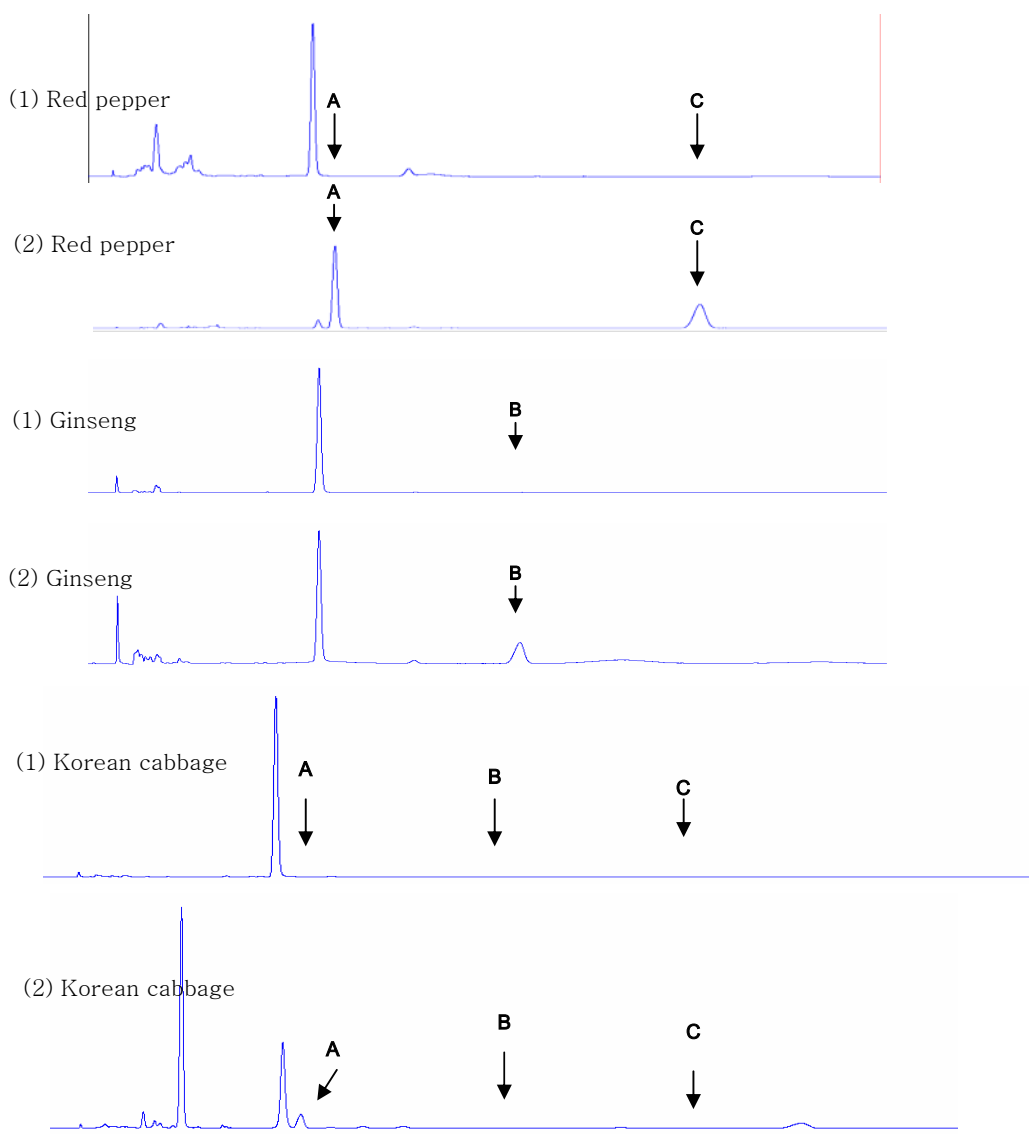 (1) Red pepper
A
C
A
(2) Red pepper
C
(1) Ginseng
B
(2) Ginseng
B
(1) Korean cabbage
A
B
C
(2) Korean cabbage
A
B
C